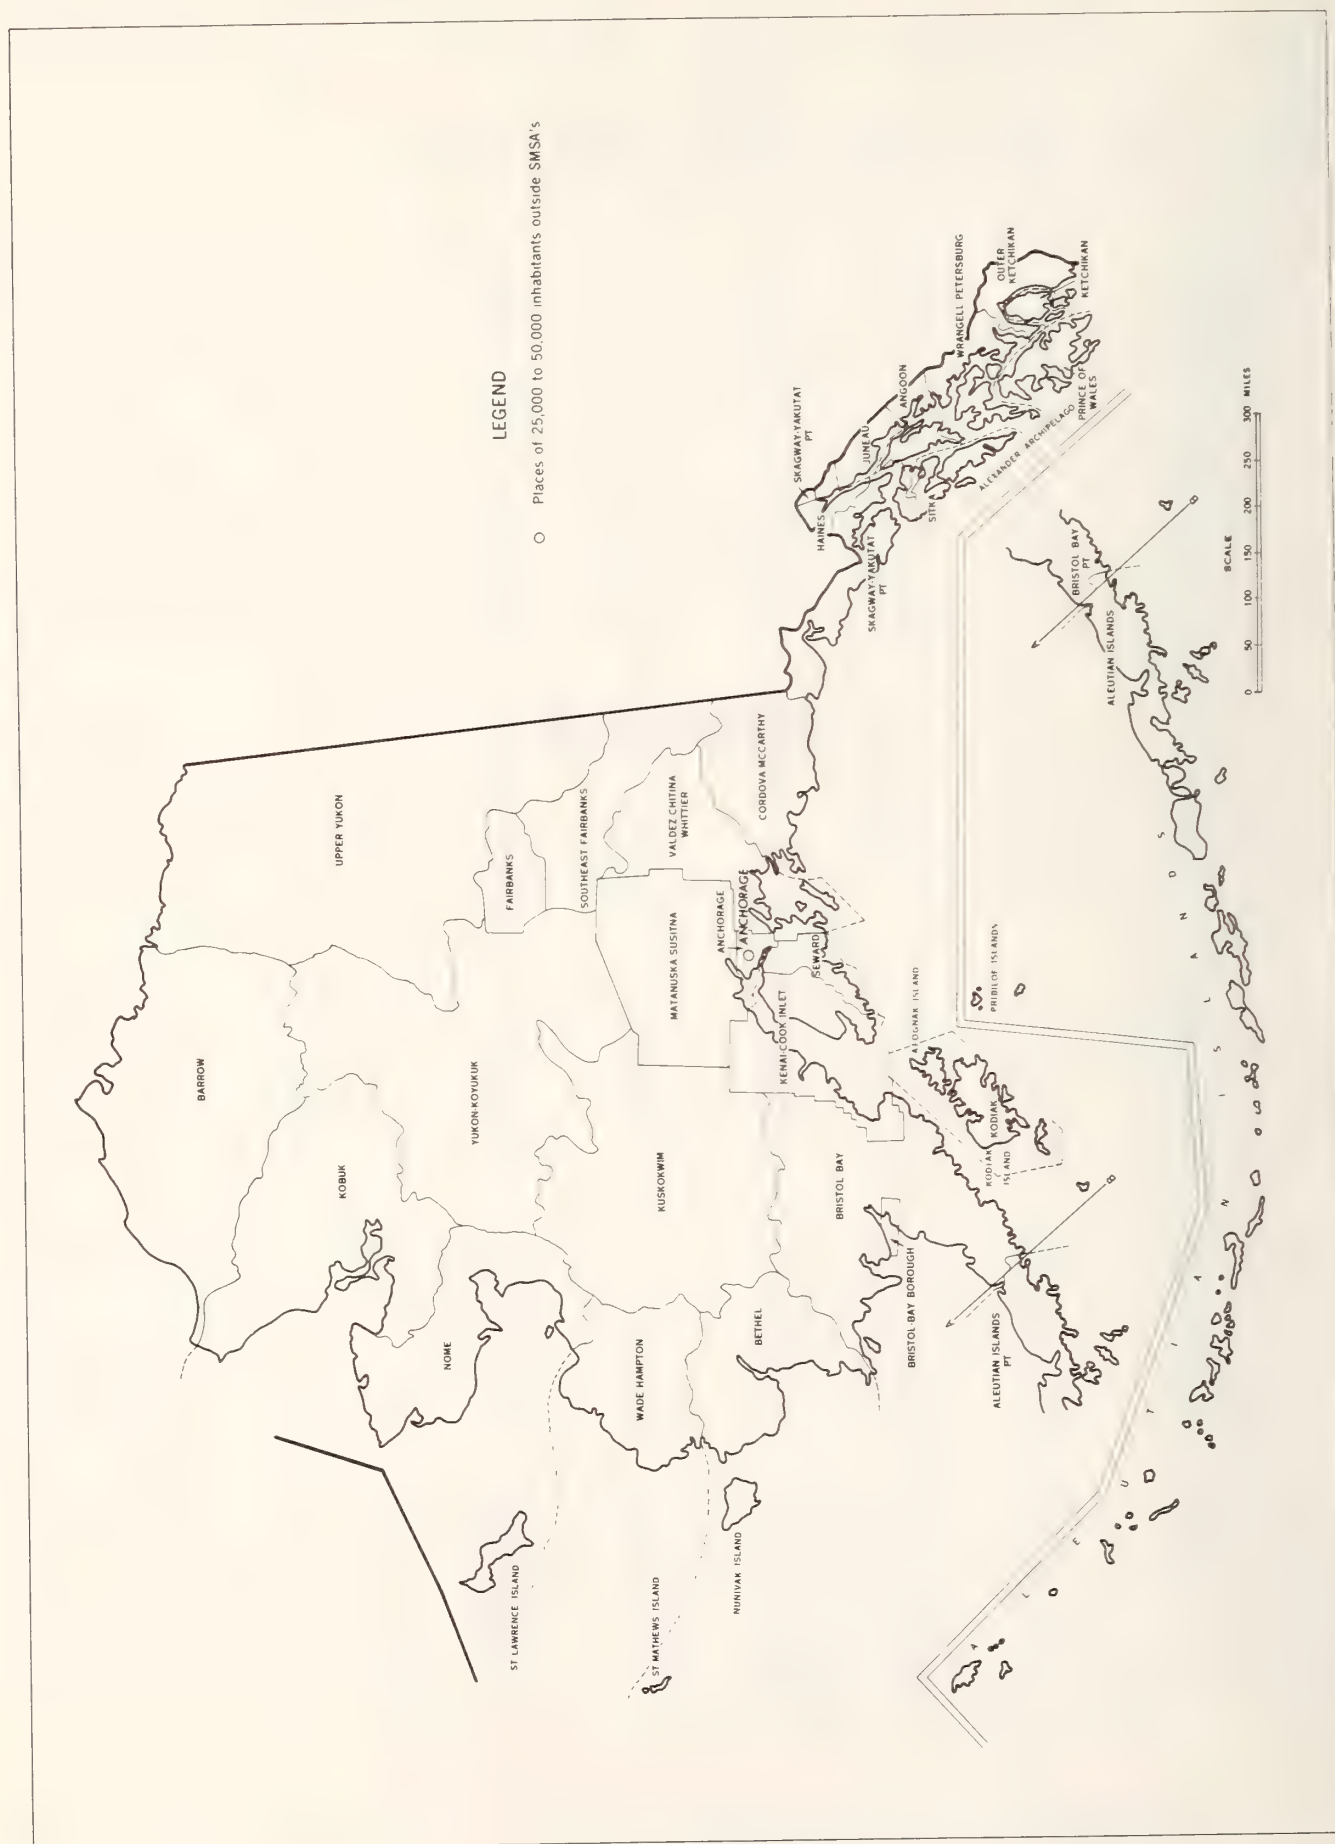 LEGEND
Places of 25,000 to 50,000 inhabitants outside SMSA's
BARROW
UPPER YUKON
KOBUK
YUKON-KOYUKUK
NOME
FAIRBANKS
SOUTHEAST FAIRBANKS
ST LAWRENCE ISLAND
WADE HAMPTON
KUSKOKWIM
MATANUSKA SUSITNA
VALDEZ CHITINA
WHITTIER
ST MATHEWS ISLAND
NUNIVAK ISLAND
BETHEL
ANCHORAGE
ANCHORAGE
CORDOVA MCCARTHY
KENAI-COOK INLET
SEWARD
BRISTOL BAY
BRISTOL-BAY BOROUGH
HAINES
SKAGWAY-YAKUTAT
PT
SKAGWAY-YAKUTAT
PT
JUNEAU
ANGOON
SITKA
WRANGELL PETERSBURG
OUTER
KETCHIKAN
KETCHIKAN
PRINCE OF
WALES
ALEXANDER ARCHIPELAGO
AFOGNAK ISLAND
KODIAK
KODIAK
ISLAND
PRIBILOF ISLANDS
ALEUTIAN ISLANDS
PT
A
B
BRISTOL BAY
PT
ALEUTIAN ISLANDS
A
B
ALEUTIAN ISLANDS
SCALE
0 50 100 150 200 250 300 MILES